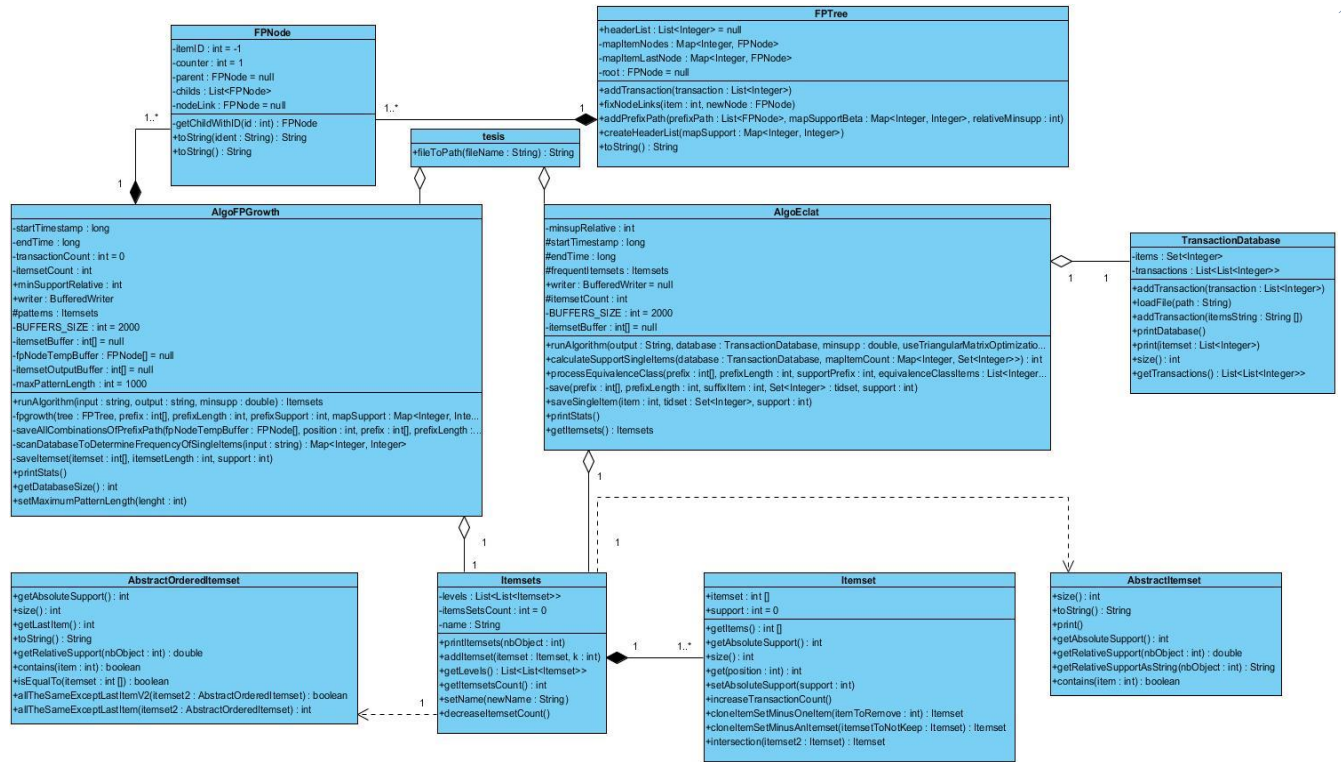 FPNode
-itemID : int = -1
-counter : int = 1
-parent : FPNode = null
-childs : List<FPNode>
-nodeLink : FPNode = null
-getChildWithID(id : int) : FPNode
+toString(ident : String) : String
+toString() : String
FPTree
+headerList : List<Integer> = null
-mapItemNodes : Map<Integer, FPNode>
-mapItemLastNode : Map<Integer, FPNode>
-root : FPNode = null
+addTransaction(transaction : List<Integer>)
+fixNodeLinks(item : int, newNode : FPNode)
+addPrefixPath(prefixPath : List<FPNode>, mapSupportBeta : Map<Integer, Integer>, relativeMinsupp : int)
+createHeaderList(mapSupport : Map<Integer, Integer>)
+toString() : String
1..*
1
1..*
1
tesis
+fileToPath(fileName : String) : String
AlgoFPGrowth
-startTimestamp : long
-endTime : long
-transactionCount : int = 0
-itemsetCount : int
+minSupportRelative : int
+writer : BufferedWriter
#patterns : Itemsets
-BUFFERS_SIZE : int = 2000
-itemsetBuffer : int[] = null
-fpNodeTempBuffer : FPNode[] = null
-itemsetOutputBuffer : int[] = null
-maxPatternLength : int = 1000
+runAlgorithm(input : string, output : string, minsupp : double) : Itemsets
-fpgrowth(tree : FPTree, prefix : int[], prefixLength : int, prefixSupport : int, mapSupport : Map<Integer, Inte...
-saveAllCombinationsOfPrefixPath(fpNodeTempBuffer : FPNode[], position : int, prefix : int[], prefixLength :...
-scanDatabaseToDetermineFrequencyOfSingleItems(input : string) : Map<Integer, Integer>
-saveItemset(itemset : int[], itemsetLength : int, support : int)
+printStats()
+getDatabaseSize() : int
+setMaximumPatternLength(lenght : int)
AlgoEclat
-minsupRelative : int
#startTimestamp : long
#endTime : long
#frequentItemsets : Itemsets
+writer : BufferedWriter = null
#itemsetCount : int
-BUFFERS_SIZE : int = 2000
-itemsetBuffer : int[] = null
+runAlgorithm(output : String, database : TransactionDatabase, minsupp : double, useTriangularMatrixOptimizatio...
+calculateSupportSingleItems(database : TransactionDatabase, mapItemCount : Map<Integer, Set<Integer>>) : int
+processEquivalenceClass(prefix : int[], prefixLength : int, supportPrefix : int, equivalenceClassItems : List<Integer...
-save(prefix : int[], prefixLength : int, suffixItem : int, Set<Integer> : tidset, support : int)
+saveSingleItem(item : int, tidset : Set<Integer>, support : int)
+printStats()
+getItemsets() : Itemsets
1
1
TransactionDatabase
-items : Set<Integer>
-transactions : List<List<Integer>>
+addTransaction(transaction : List<Integer>)
+loadFile(path : String)
+addTransaction(itemsString : String [])
+printDatabase()
+print(itemset : List<Integer>)
+size() : int
+getTransactions() : List<List<Integer>>
1
1
1
1
AbstractOrderedItemset
+getAbsoluteSupport() : int
+size() : int
+getLastItem() : int
+toString() : String
+getRelativeSupport(nbObject : int) : double
+contains(item : int) : boolean
+isEqualTo(itemset : int []) : boolean
+allTheSameExceptLastItemV2(itemset2 : AbstractOrderedItemset) : boolean
+allTheSameExceptLastItem(itemset2 : AbstractOrderedItemset) : int
1
Itemsets
-levels : List<List<Itemset>>
-itemsSetsCount : int = 0
-name : String
+printItemsets(nbObject : int)
+addItemset(itemset : Itemset, k : int)
+getLevels() : List<List<Itemset>>
+getItemsetsCount() : int
+setName(newName : String)
+decreaseItemsetCount()
1
1..*
Itemset
+itemset : int []
+support : int = 0
+getItems() : int []
+getAbsoluteSupport() : int
+size() : int
+get(position : int) : int
+setAbsoluteSupport(support : int)
+increaseTransactionCount()
+cloneItemSetMinusOneItem(itemToRemove : int) : Itemset
+cloneItemSetMinusAnItemset(itemsetToNotKeep : Itemset) : Itemset
+intersection(itemset2 : Itemset) : Itemset
AbstractItemset
+size() : int
+toString() : String
+print()
+getAbsoluteSupport() : int
+getRelativeSupport(nbObject : int) : double
+getRelativeSupportAsString(nbObject : int) : String
+contains(item : int) : boolean